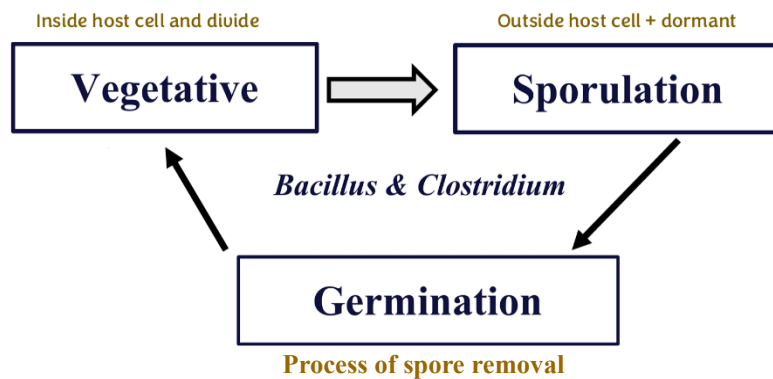 Inside host cell and divide
Outside host cell + dormant
Vegetative
Sporulation
Bacillus & Clostridium
Germination
Process of spore removal